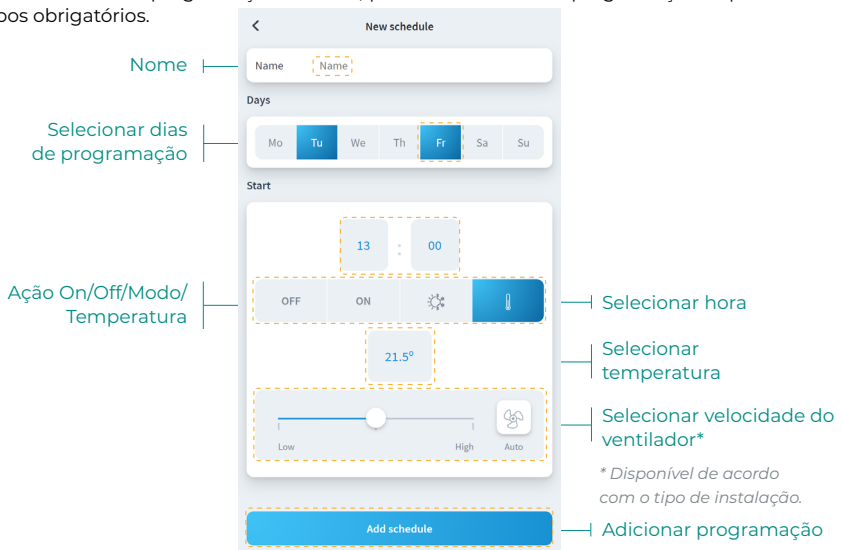 pos obrigatórios.
New schedule
Nome
Name Name
Days
Selecionar dias
de programação
Mo Tu We Th Fr Sa Su
Start
13 : 00
Ação On/Off/Modo/
Temperatura
OFF ON
Selecionar hora
21.5º
Selecionar
temperatura
Low High Auto
Selecionar velocidade do
ventilador*
* Disponível de acordo
com o tipo de instalação.
Add schedule
Adicionar programação